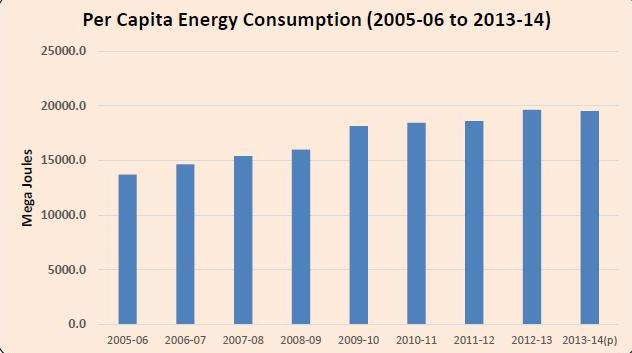 Per Capita Energy Consumption (2005-06 to 2013-14)
25000.0
20000.0
15000.0
10000.0
5000.0
0.0
Mega Joules
2005-06 2006-07 2007-08 2008-09 2009-10 2010-11 2011-12 2012-13 2013-14(p)